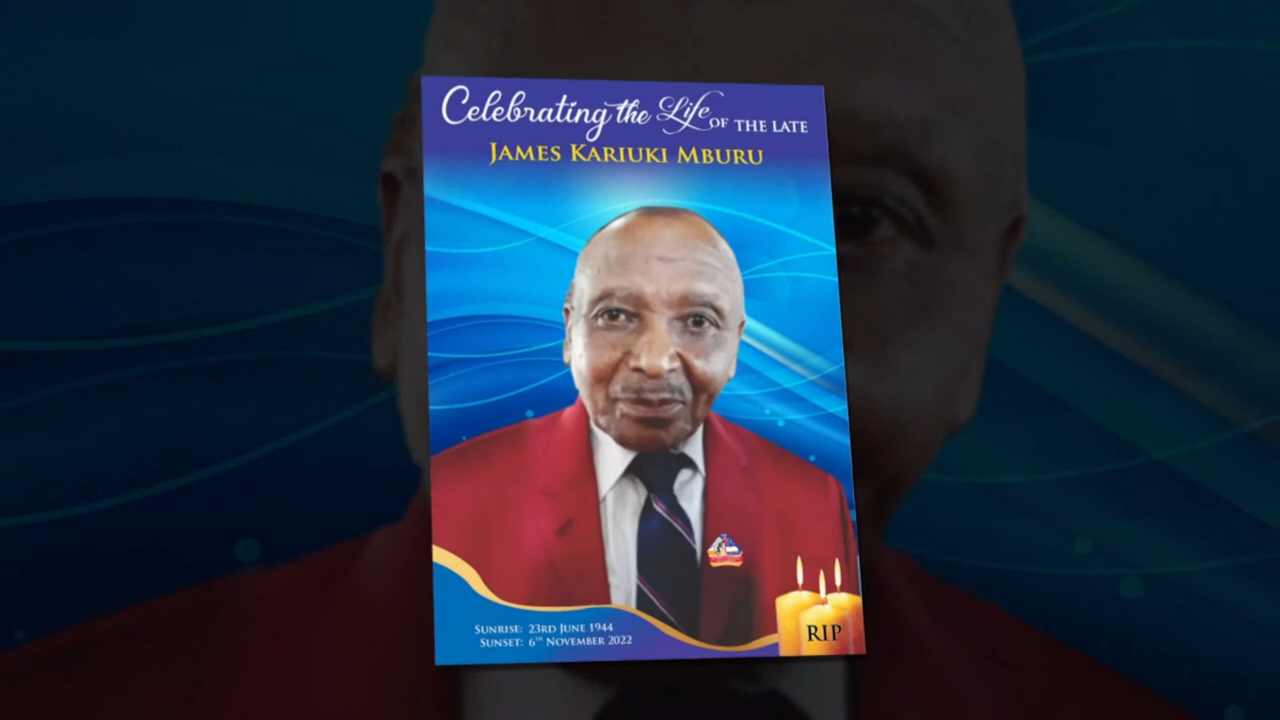 Celebrating the Life OF THE LATE
JAMES KARIUKI MBURU
SUNRISE: 23RD JUNE 1944
SUNSET: 6TH NOVEMBER 2022
RIP